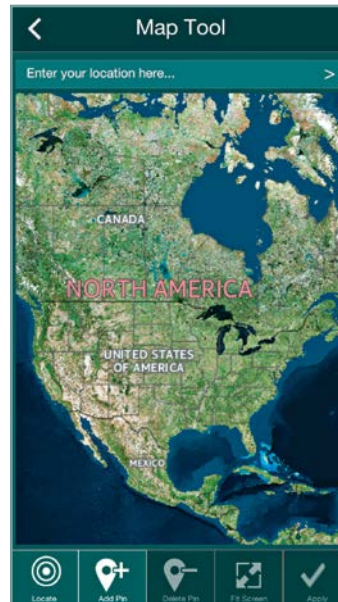 Map Tool
Enter your location here... >
CANADA
NORTH AMERICA
UNITED STATES
OF AMERICA
MEXICO
Locate
Add Pin
Delete Pin
Fit Screen
Apply